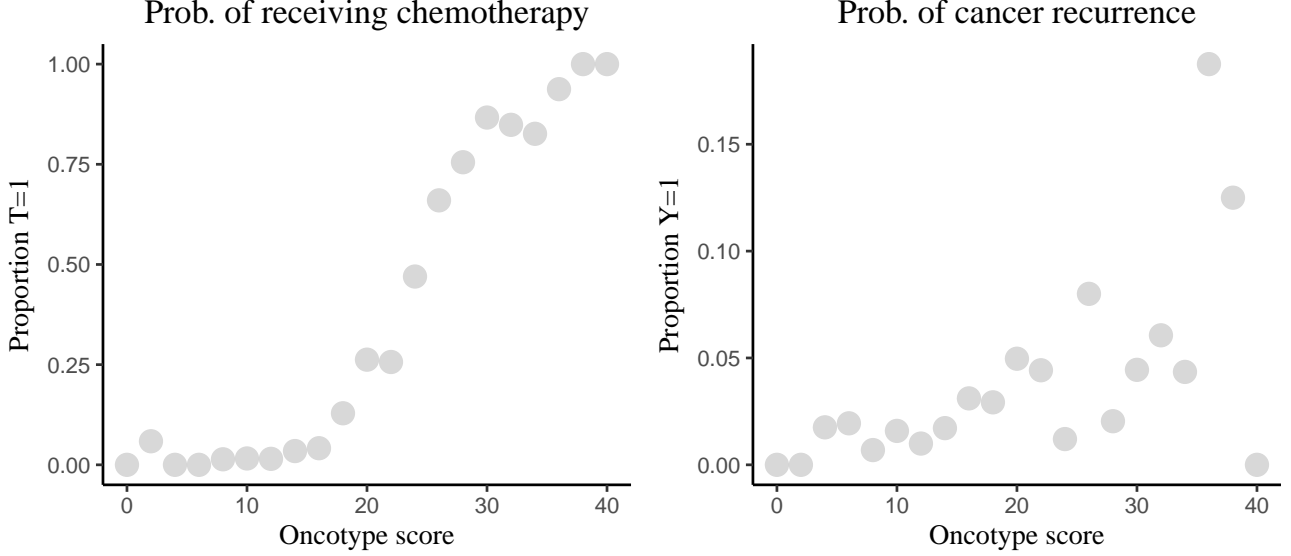 Prob. of receiving chemotherapy
Proportion T=1
1.00
0.75
0.50
0.25
0.00
0 10 20 30 40
Oncotype score
Prob. of cancer recurrence
Proportion Y=1
0.15
0.10
0.05
0.00
0 10 20 30 40
Oncotype score